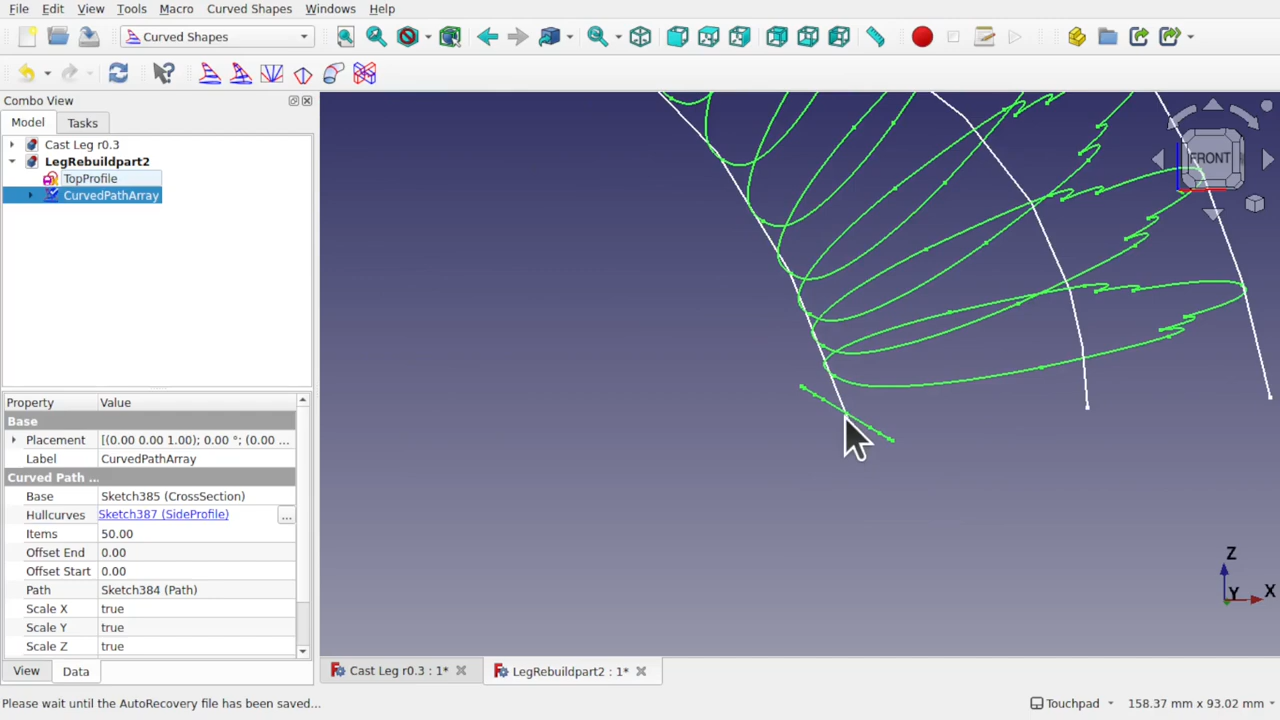 File Edit View Tools Macro Curved Shapes Windows Help
Curved Shapes
Combo View
Model Tasks
Cast Leg r0.3
LegRebuildpart2
TopProfile
CurvedPathArray
FRONT
Property Value
Base
Placement [(0.00 0.00 1.00); 0.00 °; (0.00 ...
Label CurvedPathArray
Curved Path ...
Base Sketch385 (CrossSection)
Hullcurves Sketch387 (SideProfile) ...
Items 50.00
Offset End 0.00
Offset Start 0.00
Path Sketch384 (Path)
Scale X true
Scale Y true
Scale Z true
Z
Y X
View Data
Cast Leg r0.3 : 1* LegRebuildpart2 : 1*
Please wait until the AutoRecovery file has been saved... Touchpad 158.37 mm x 93.02 mm